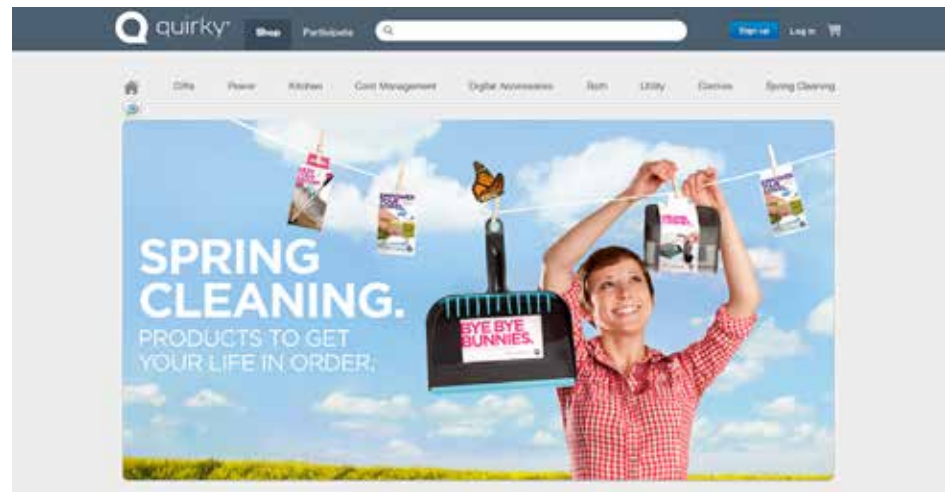 quirky
Shop Participate
Sign up Log in
Gifts Power Kitchen Cord Management Digital Accessories Bath Utility Electrics Spring Cleaning
SPRING
CLEANING.
PRODUCTS TO GET
YOUR LIFE IN ORDER.
BYE BYE
BUNNIES.